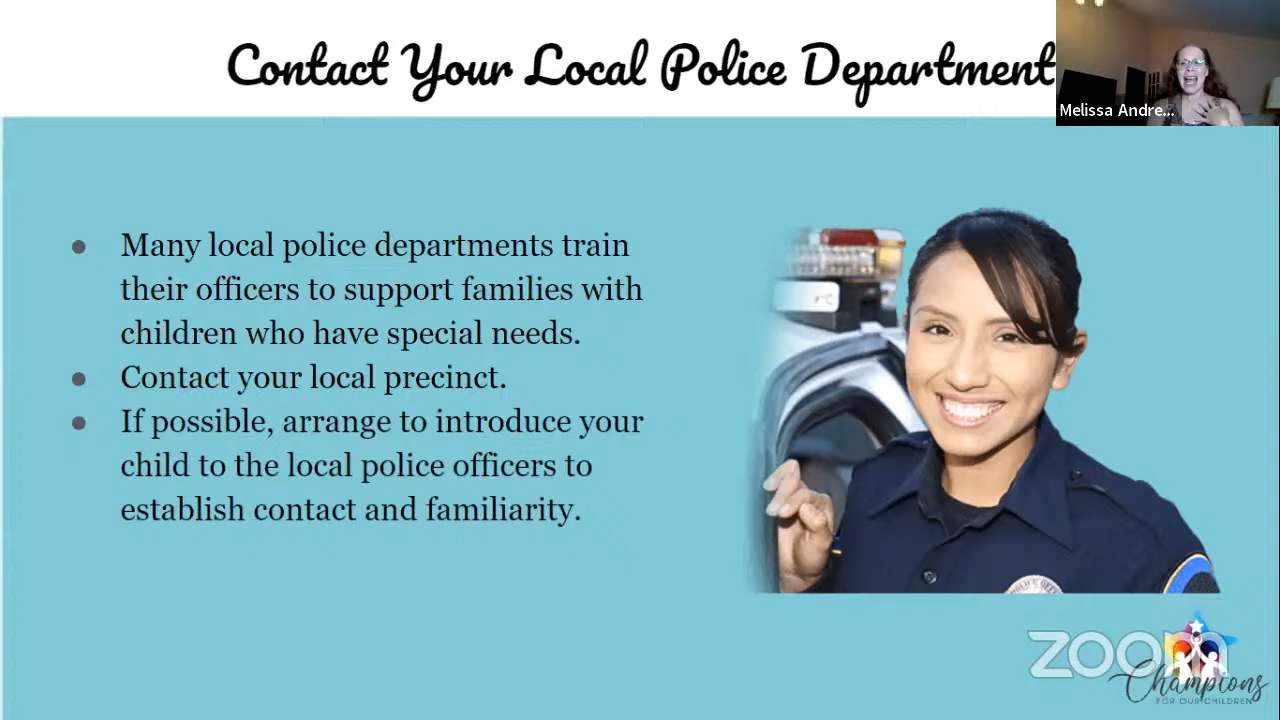 Contact Your Local Police Department
Melissa Andre...
Many local police departments train
their officers to support families with
children who have special needs.
Contact your local precinct.
If possible, arrange to introduce your
child to the local police officers to
establish contact and familiarity.
zoom
Champions
FOR OUR CHILDREN